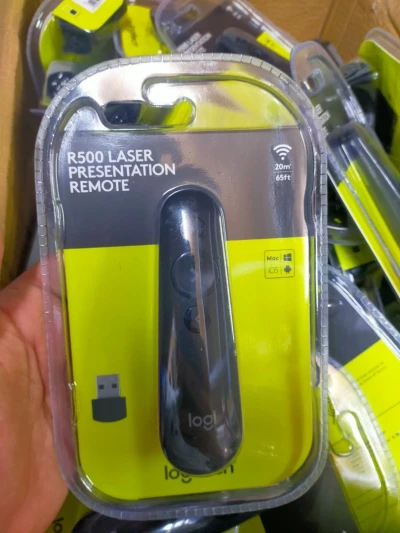 R500 LASER
PRESENTATION
REMOTE
20m
65ft
Mac
iOS
logi